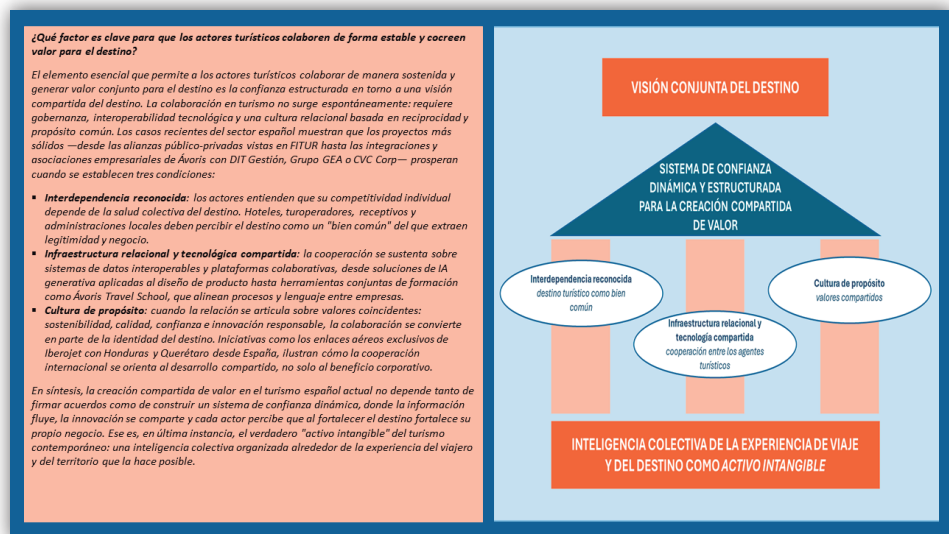 ¿Qué factor es clave para que los actores turísticos colaboren de forma estable y cocreen
valor para el destino?
El elemento esencial que permite a los actores turísticos colaborar de manera sostenida y
generar valor conjunto para el destino es la confianza estructurada en torno a una visión
compartida del destino. La colaboración en turismo no surge espontáneamente: requiere
gobernanza, interoperabilidad tecnológica y una cultura relacional basada en reciprocidad y
propósito común. Los casos recientes del sector español muestran que los proyectos más
sólidos —desde las alianzas público-privadas vistas en FITUR hasta las integraciones y
asociaciones empresariales de Ávoris con DIT Gestión, Grupo GEA o CVC Corp— prosperan
cuando se establecen tres condiciones:
▪ Interdependencia reconocida: los actores entienden que su competitividad individual
depende de la salud colectiva del destino. Hoteles, turoperadores, receptivos y
administraciones locales deben percibir el destino como un "bien común" del que extraen
legitimidad y negocio.
▪ Infraestructura relacional y tecnológica compartida: la cooperación se sustenta sobre
sistemas de datos interoperables y plataformas colaborativas, desde soluciones de IA
generativa aplicadas al diseño de producto hasta herramientas conjuntas de formación
como Ávoris Travel School, que alinean procesos y lenguaje entre empresas.
▪ Cultura de propósito: cuando la relación se articula sobre valores coincidentes:
sostenibilidad, calidad, confianza e innovación responsable, la colaboración se convierte
en parte de la identidad del destino. Iniciativas como los enlaces aéreos exclusivos de
Iberojet con Honduras y Querétaro desde España, ilustran cómo la cooperación
internacional se orienta al desarrollo compartido, no solo al beneficio corporativo.
En síntesis, la creación compartida de valor en el turismo español actual no depende tanto de
firmar acuerdos como de construir un sistema de confianza dinámica, donde la información
fluye, la innovación se comparte y cada actor percibe que al fortalecer el destino fortalece su
propio negocio. Ese es, en última instancia, el verdadero "activo intangible" del turismo
contemporáneo: una inteligencia colectiva organizada alrededor de la experiencia del viajero
y del territorio que la hace posible.
VISIÓN CONJUNTA DEL DESTINO
SISTEMA DE CONFIANZA
DINÁMICA Y ESTRUCTURADA
PARA LA CREACIÓN COMPARTIDA
DE VALOR
Interdependencia reconocida
destino turístico como bien
común
Infraestructura relacional y
tecnología compartida
cooperación entre los agentes
turísticos
Cultura de propósito
valores compartidos
INTELIGENCIA COLECTIVA DE LA EXPERIENCIA DE VIAJE
Y DEL DESTINO COMO ACTIVO INTANGIBLE